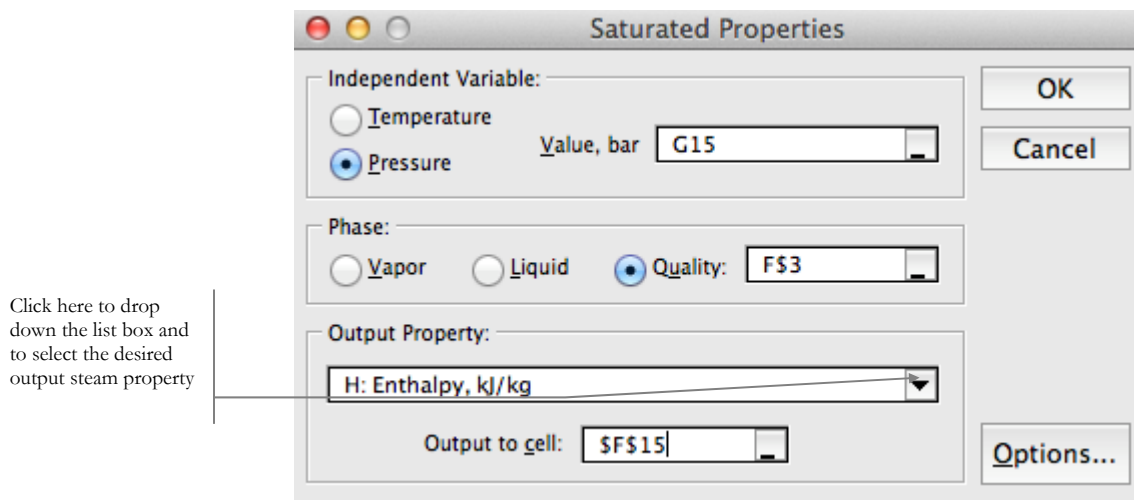 Saturated Properties
Independent Variable:
Temperature
Pressure
Value, bar
G15
OK
Cancel
Phase:
Vapor
Liquid
Quality:
F$3
Click here to drop
down the list box and
to select the desired
output steam property
Output Property:
H: Enthalpy, kJ/kg
Output to cell:
$F$15
Options...